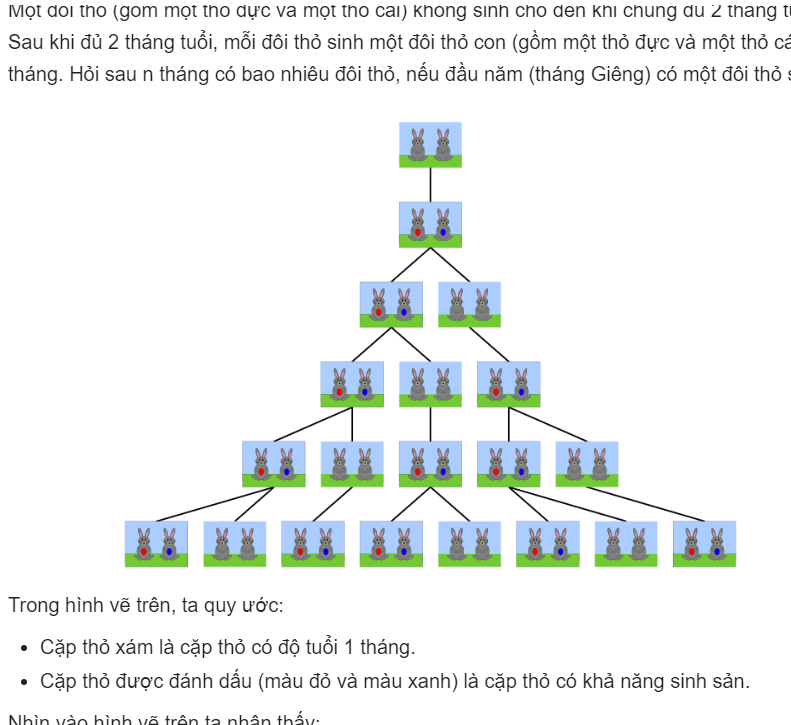 Một đôi thỏ (gồm một thỏ đực và một thỏ cái) không sinh cho đến khi chúng đủ 2 tháng
Sau khi đủ 2 tháng tuổi, mỗi đôi thỏ sinh một đôi thỏ con (gồm một thỏ đực và một thỏ
tháng. Hỏi sau n tháng có bao nhiêu đôi thỏ, nếu đầu năm (tháng Giêng) có một đôi thỏ
Trong hình vẽ trên, ta quy ước:
Cặp thỏ xám là cặp thỏ có độ tuổi 1 tháng.
Cặp thỏ được đánh dấu (màu đỏ và màu xanh) là cặp thỏ có khả năng sinh sản.
Nhìn vào hình vẽ trên ta nhận thấy: